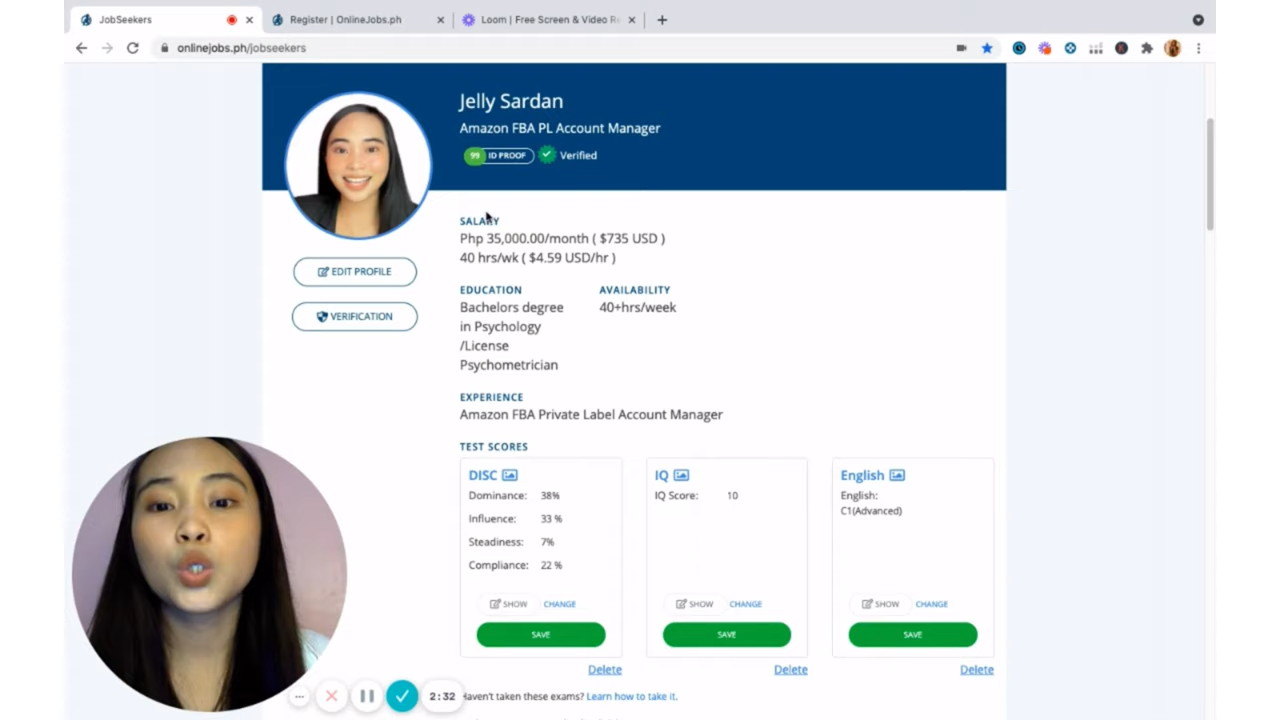 JobSeekers
Register | OnlineJobs.ph
Loom | Free Screen & Video Re
onlinejobs.ph/jobseekers
Jelly Sardan
Amazon FBA PL Account Manager
99 ID PROOF Verified
SALARY
Php 35,000.00/month ( $735 USD )
40 hrs/wk ( $4.59 USD/hr )
EDIT PROFILE
VERIFICATION
EDUCATION
Bachelors degree
in Psychology
/License
Psychometrician
AVAILABILITY
40+hrs/week
EXPERIENCE
Amazon FBA Private Label Account Manager
TEST SCORES
DISC
Dominance: 38%
Influence: 33 %
Steadiness: 7%
Compliance: 22 %
SHOW CHANGE
SAVE
Delete
IQ
IQ Score: 10
SHOW CHANGE
SAVE
Delete
English
English:
C1(Advanced)
SHOW CHANGE
SAVE
Delete
2:32
Haven't taken these exams? Learn how to take it.